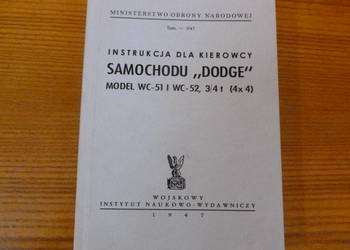 MINISTERSTWO OBRONY NARODOWEJ
INSTRUKCJA DLA KIEROWCY
SAMOCHODU „DODGE"
MODEL WC-51 I WC-52, 3/4 t (4x4)
WOJSKOWY
INSTYTUT NAUKOWO-WYDAWNICZY
1947